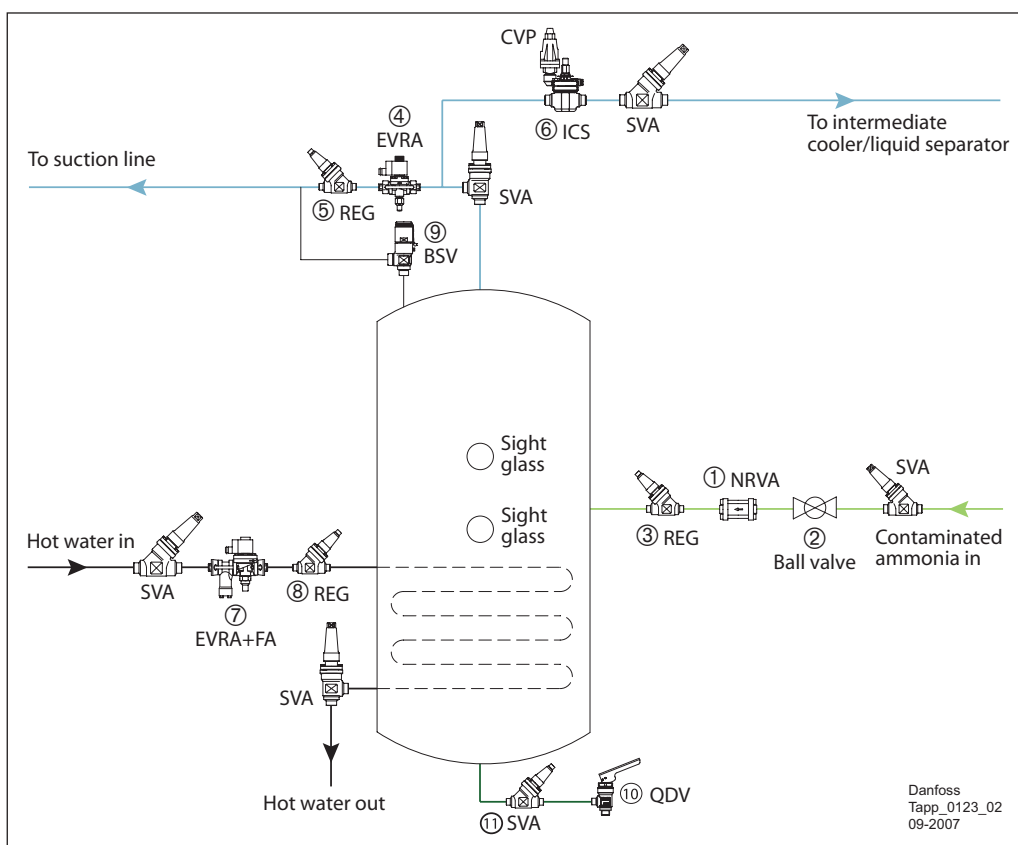 CVP
⑥ ICS
SVA
To intermediate
cooler/liquid separator
④
EVRA
To suction line
⑤ REG
SVA
⑨
BSV
Sight
glass
Sight
glass
① NRVA
SVA
③ REG
②
Ball valve
Contaminated
ammonia in
Hot water in
SVA
⑦
EVRA+FA
⑧ REG
SVA
Hot water out
⑩ QDV
⑪ SVA
Danfoss
Tapp_0123_02
09-2007